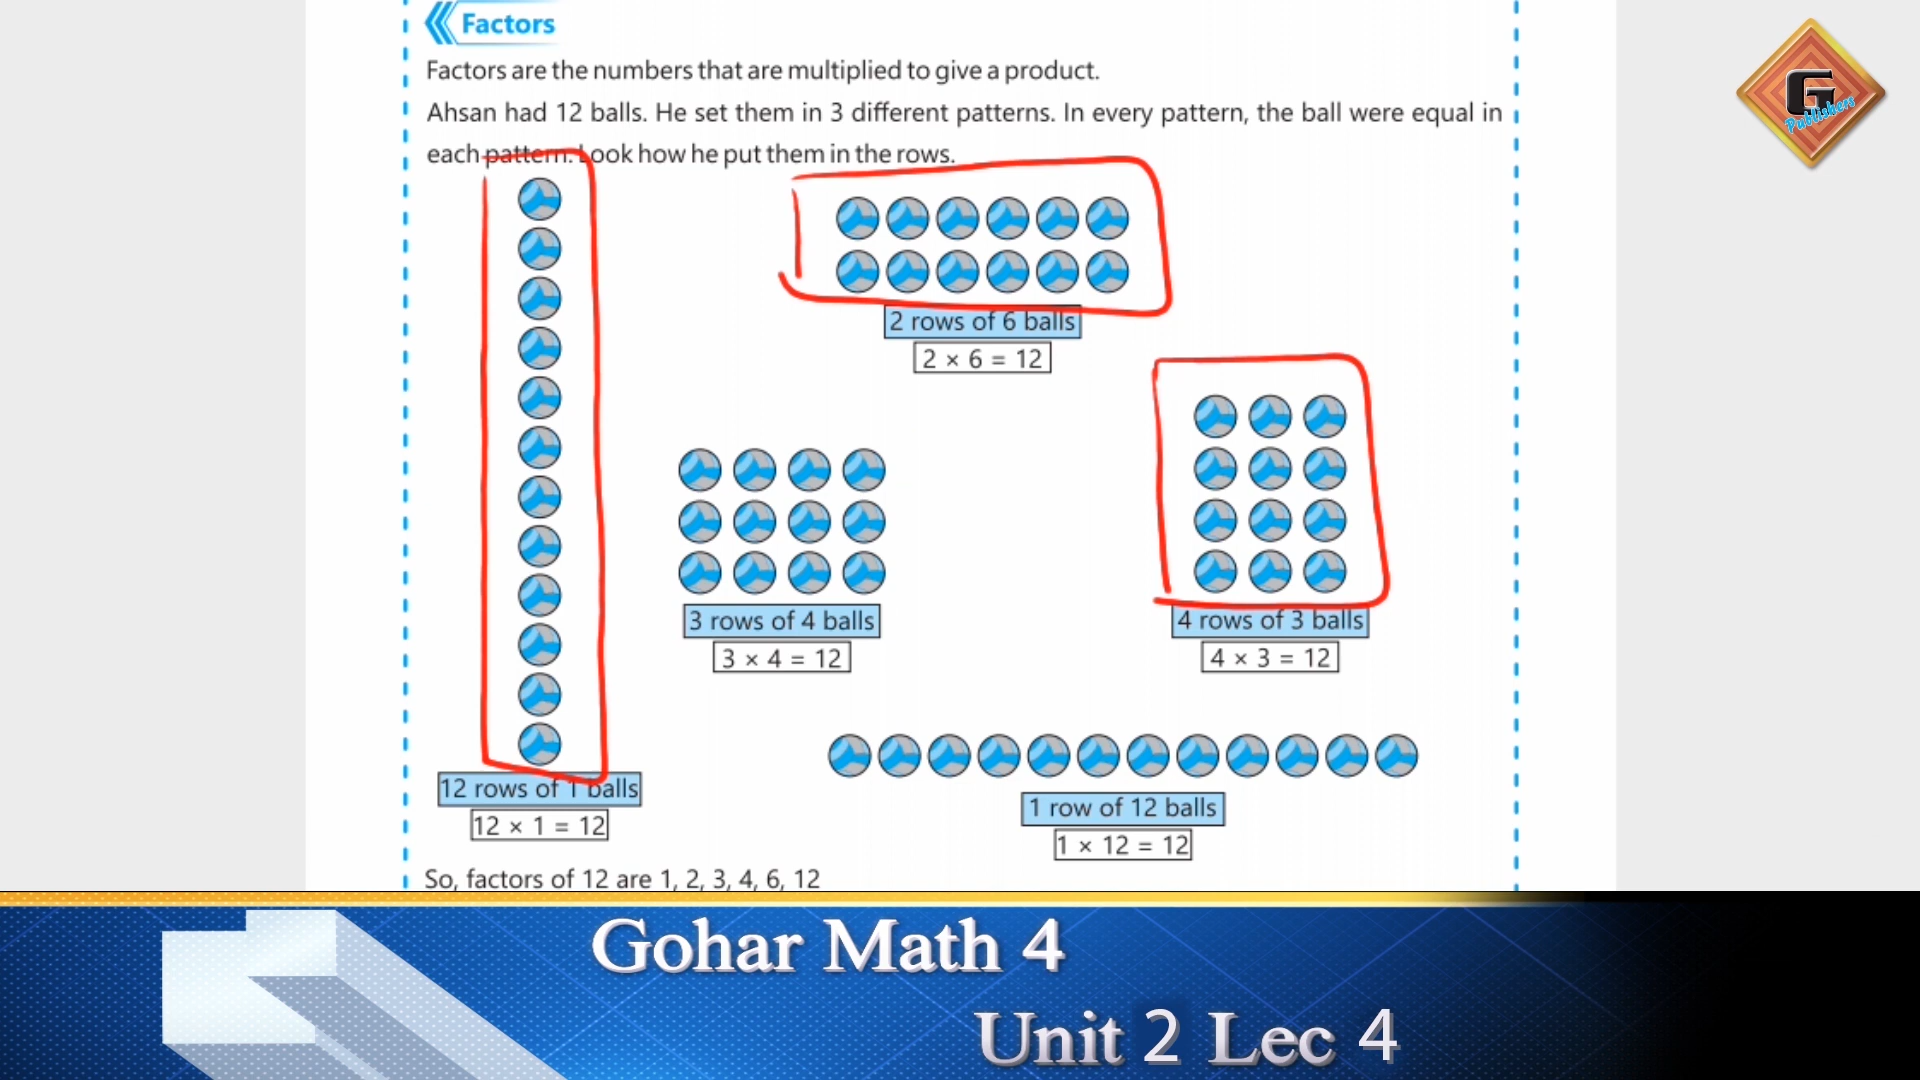 Factors
Factors are the numbers that are multiplied to give a product.
Ahsan had 12 balls. He set them in 3 different patterns. In every pattern, the ball were equal in
each pattern. Look how he put them in the rows.
2 rows of 6 balls
2 × 6 = 12
3 rows of 4 balls
3 × 4 = 12
4 rows of 3 balls
4 × 3 = 12
12 rows of 1 balls
12 × 1 = 12
1 row of 12 balls
1 × 12 = 12
So, factors of 12 are 1, 2, 3, 4, 6, 12
G
Publishers
Gohar Math 4
Unit 2 Lec 4